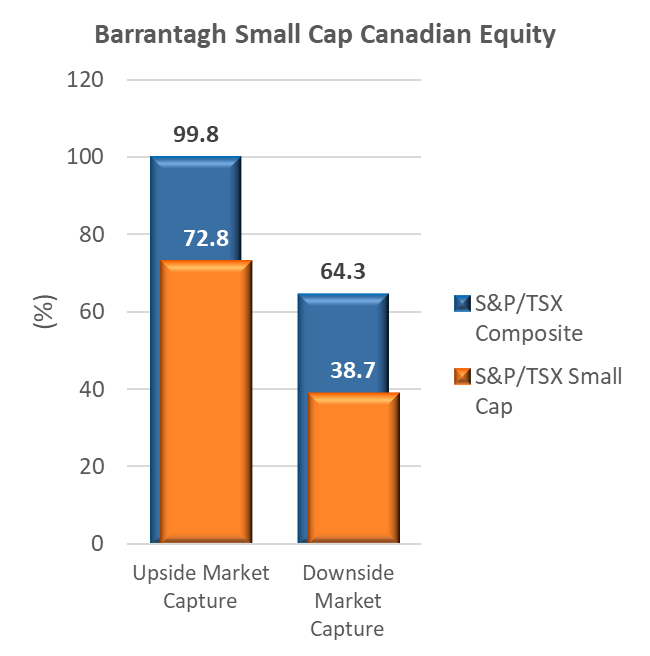 Barrantagh Small Cap Canadian Equity
120
100
80
60
40
20
0
(%)
99.8
72.8
64.3
38.7
Upside Market
Capture
Downside
Market
Capture
S&P/TSX
Composite
S&P/TSX Small
Cap